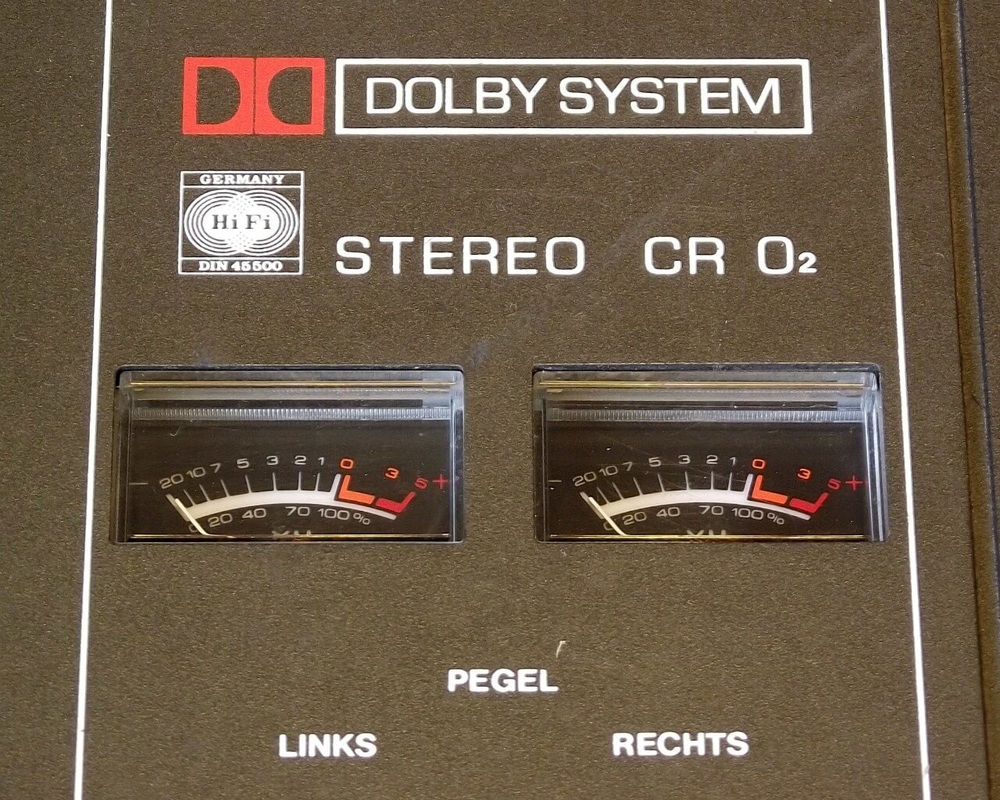 DOLBY SYSTEM
GERMANY
Hi Fi
DIN 45500
STEREO CR O₂
− 20 10 7 5 3 2 1 0 3 5 +
0 20 40 70 100%
− 20 10 7 5 3 2 1 0 3 5 +
0 20 40 70 100%
PEGEL
LINKS RECHTS